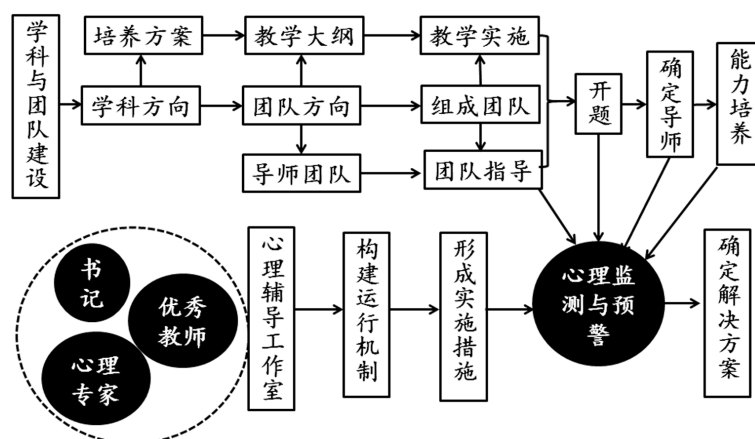 学科与团队建设
培养方案
教学大纲
教学实施
学科方向
团队方向
组成团队
导师团队
团队指导
开题
确定导师
能力培养
书记
优秀
教师
心理
专家
心理辅导工作室
构建运行机制
形成实施措施
心理监
测与预
警
确定解决方案